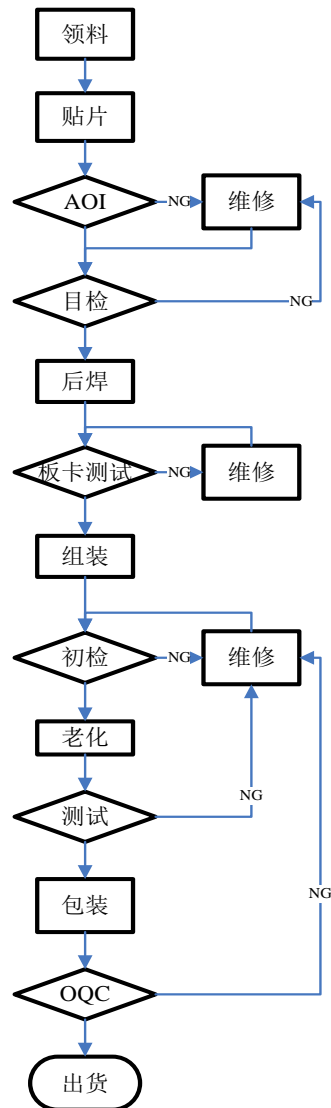 领料
贴片
AOI
NG
维修
目检
NG
后焊
板卡测试
NG
维修
组装
初检
NG
维修
老化
NG
测试
包装
NG
OQC
出货